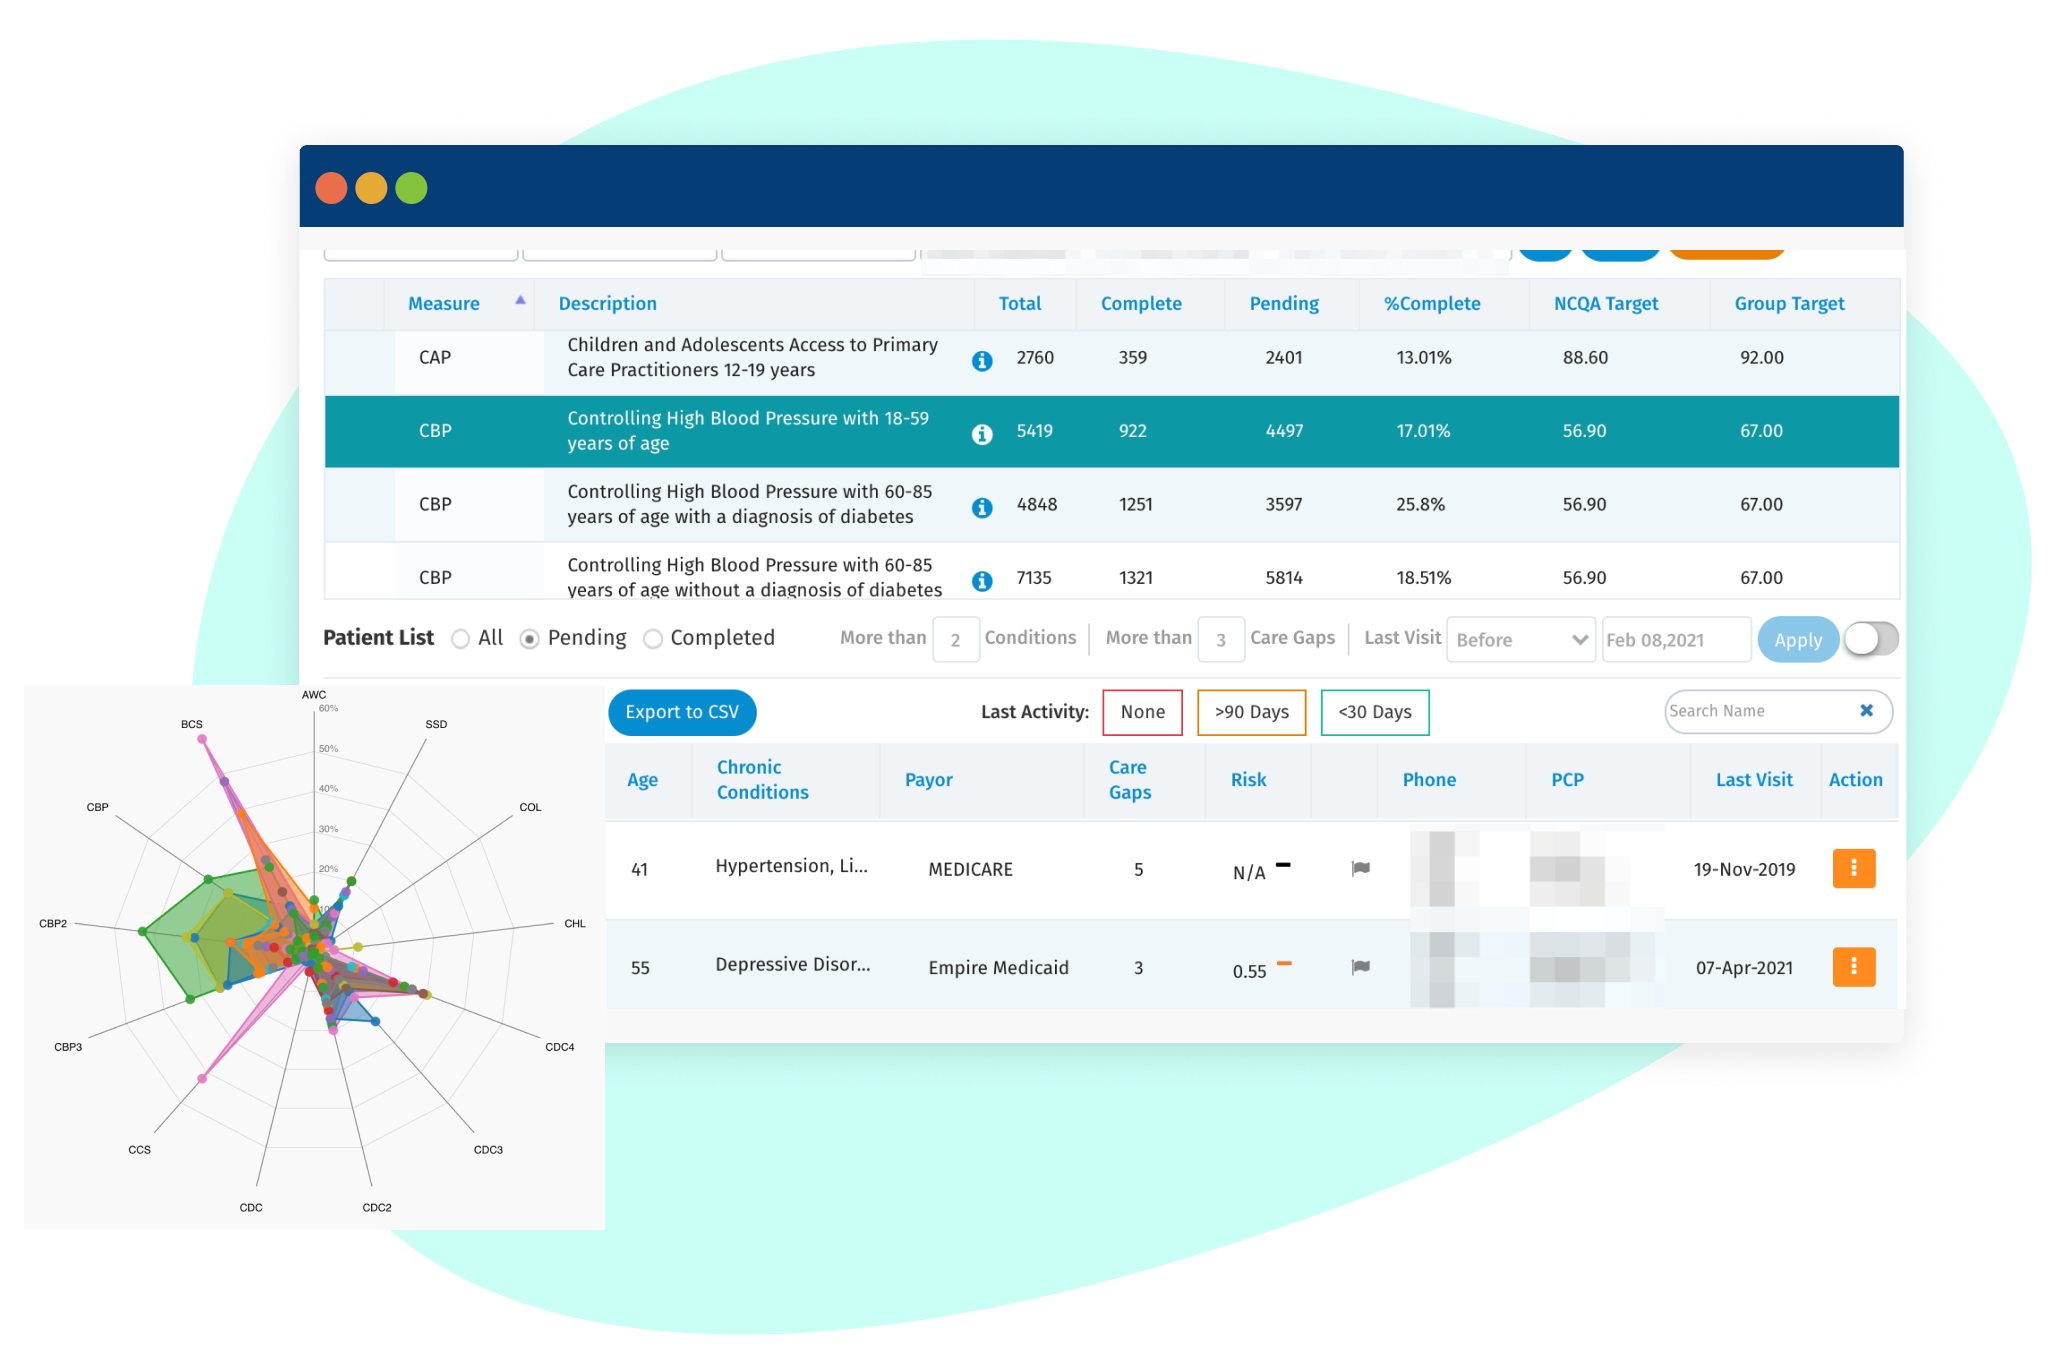 Measure Description Total Complete Pending %Complete NCQA Target Group Target
Children and Adolescents Access to Primary
CAP 2760 359 2401 13.01% 88.60 92.00
Care Practitioners 12-19 years
Controlling High Blood Pressure with 18-59
CBP 5419 922 4497 17.01% 56.90 67.00
years of age
Controlling High Blood Pressure with 60-85
CBP 4848 1251 3597 25.8% 56.90 67.00
years of age with a diagnosis of diabetes
Controlling High Blood Pressure with 60-85
CBP 7135 1321 5814 18.51% 56.90 67.00
years of age without a diagnosis of diabetes
Patient List All Pending Completed More than 2 Conditions More than 3 Care Gaps Last Visit Before Feb 08,2021 Apply
Export to CSV Last Activity: None >90 Days <30 Days Search Name
Age Chronic Conditions Payor Care Gaps Risk Phone PCP Last Visit Action
41 Hypertension, Li... MEDICARE 5 N/A 19-Nov-2019
55 Depressive Disor... Empire Medicaid 3 0.55 07-Apr-2021
AWC
60%
BCS
SSD
50%
40%
CBP
COL
30%
20%
10%
CBP2
CHL
CBP3
CDC4
CCS
CDC3
CDC
CDC2